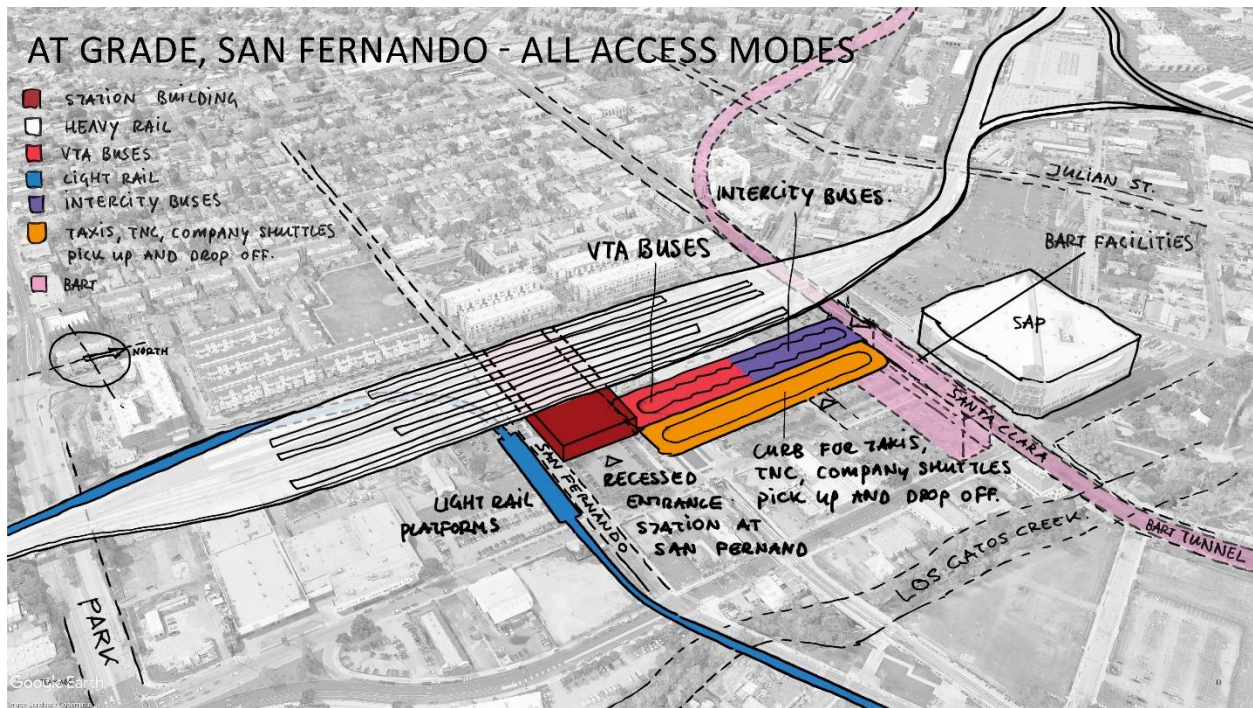 AT GRADE, SAN FERNANDO - ALL ACCESS MODES
STATION BUILDING
HEAVY RAIL
VTA BUSES
LIGHT RAIL
INTERCITY BUSES
TAXIS, TNC, COMPANY SHUTTLES
PICK UP AND DROP OFF.
BART
NORTH
JULIAN ST.
INTERCITY BUSES.
VTA BUSES
BART FACILITIES
SAP
SANTA CLARA
SAN FERNANDO
LIGHT RAIL
PLATFORMS
RECESSED
ENTRANCE
STATION AT
SAN FERNAND
CURB FOR TAXIS,
TNC, COMPANY SHUTTLES
PICK UP AND DROP OFF.
LOS GATOS CREEK.
BART TUNNEL
PARK
Google Earth
13